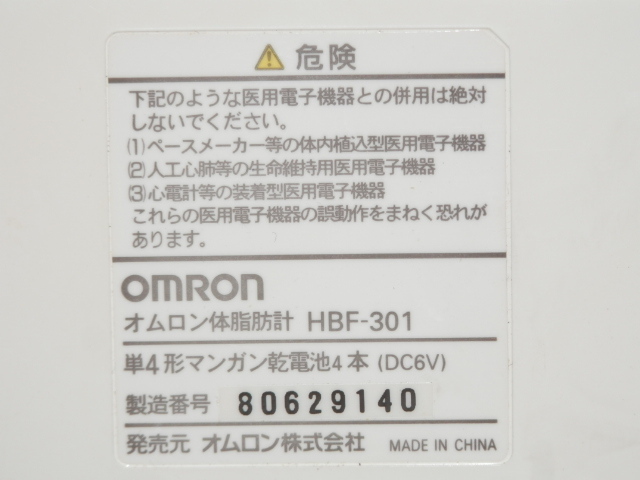 ⚠ 危険
下記のような医用電子機器との併用は絶対
しないでください。
⑴ペースメーカー等の体内植込型医用電子機器
⑵人工心肺等の生命維持用医用電子機器
⑶心電計等の装着型医用電子機器
これらの医用電子機器の誤動作をまねく恐れが
あります。
OMRON
オムロン体脂肪計 HBF-301
単4形マンガン乾電池4本 (DC6V)
製造番号 80629140
発売元 オムロン株式会社 MADE IN CHINA